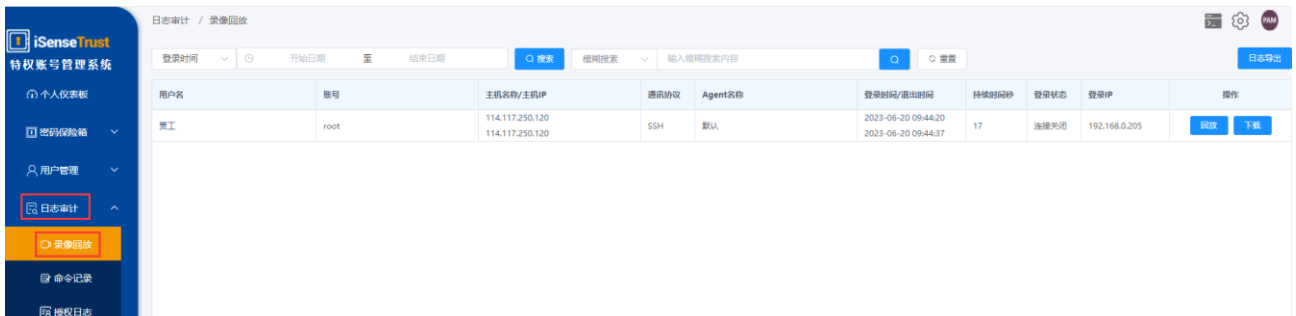 日志审计 / 录像回放
PAM
iSenseTrust
特权账号管理系统
登录时间 开始日期 至 结束日期 搜索 模糊搜索 输入模糊搜索内容 重置 日志导出
个人仪表板
密码保险箱
用户管理
日志审计
录像回放
命令记录
授权日志
用户名 账号 主机名称/主机IP 通讯协议 Agent名称 登录时间/退出时间 持续时间秒 登录状态 登录IP 操作
贾工 root 114.117.250.120 SSH 默认 2023-06-20 09:44:20 17 连接关闭 192.168.0.205 回放 下载
114.117.250.120 2023-06-20 09:44:37